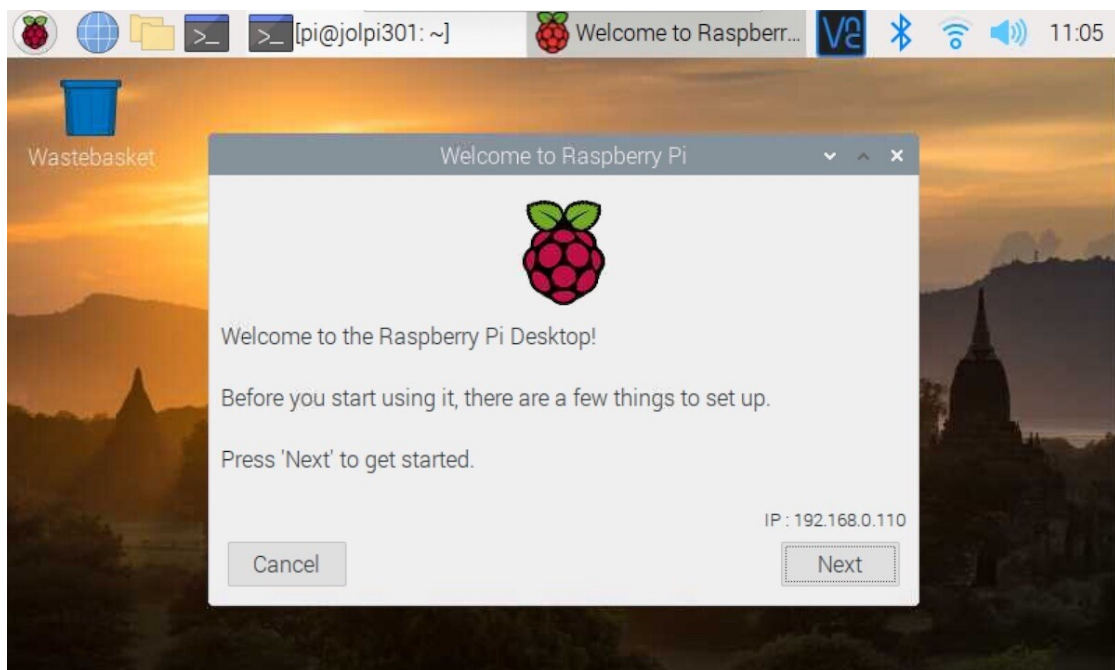 [pi@jolpi301: ~]
Welcome to Raspberr...
11:05
Wastebasket
Welcome to Raspberry Pi
Welcome to the Raspberry Pi Desktop!
Before you start using it, there are a few things to set up.
Press 'Next' to get started.
IP : 192.168.0.110
Cancel
Next